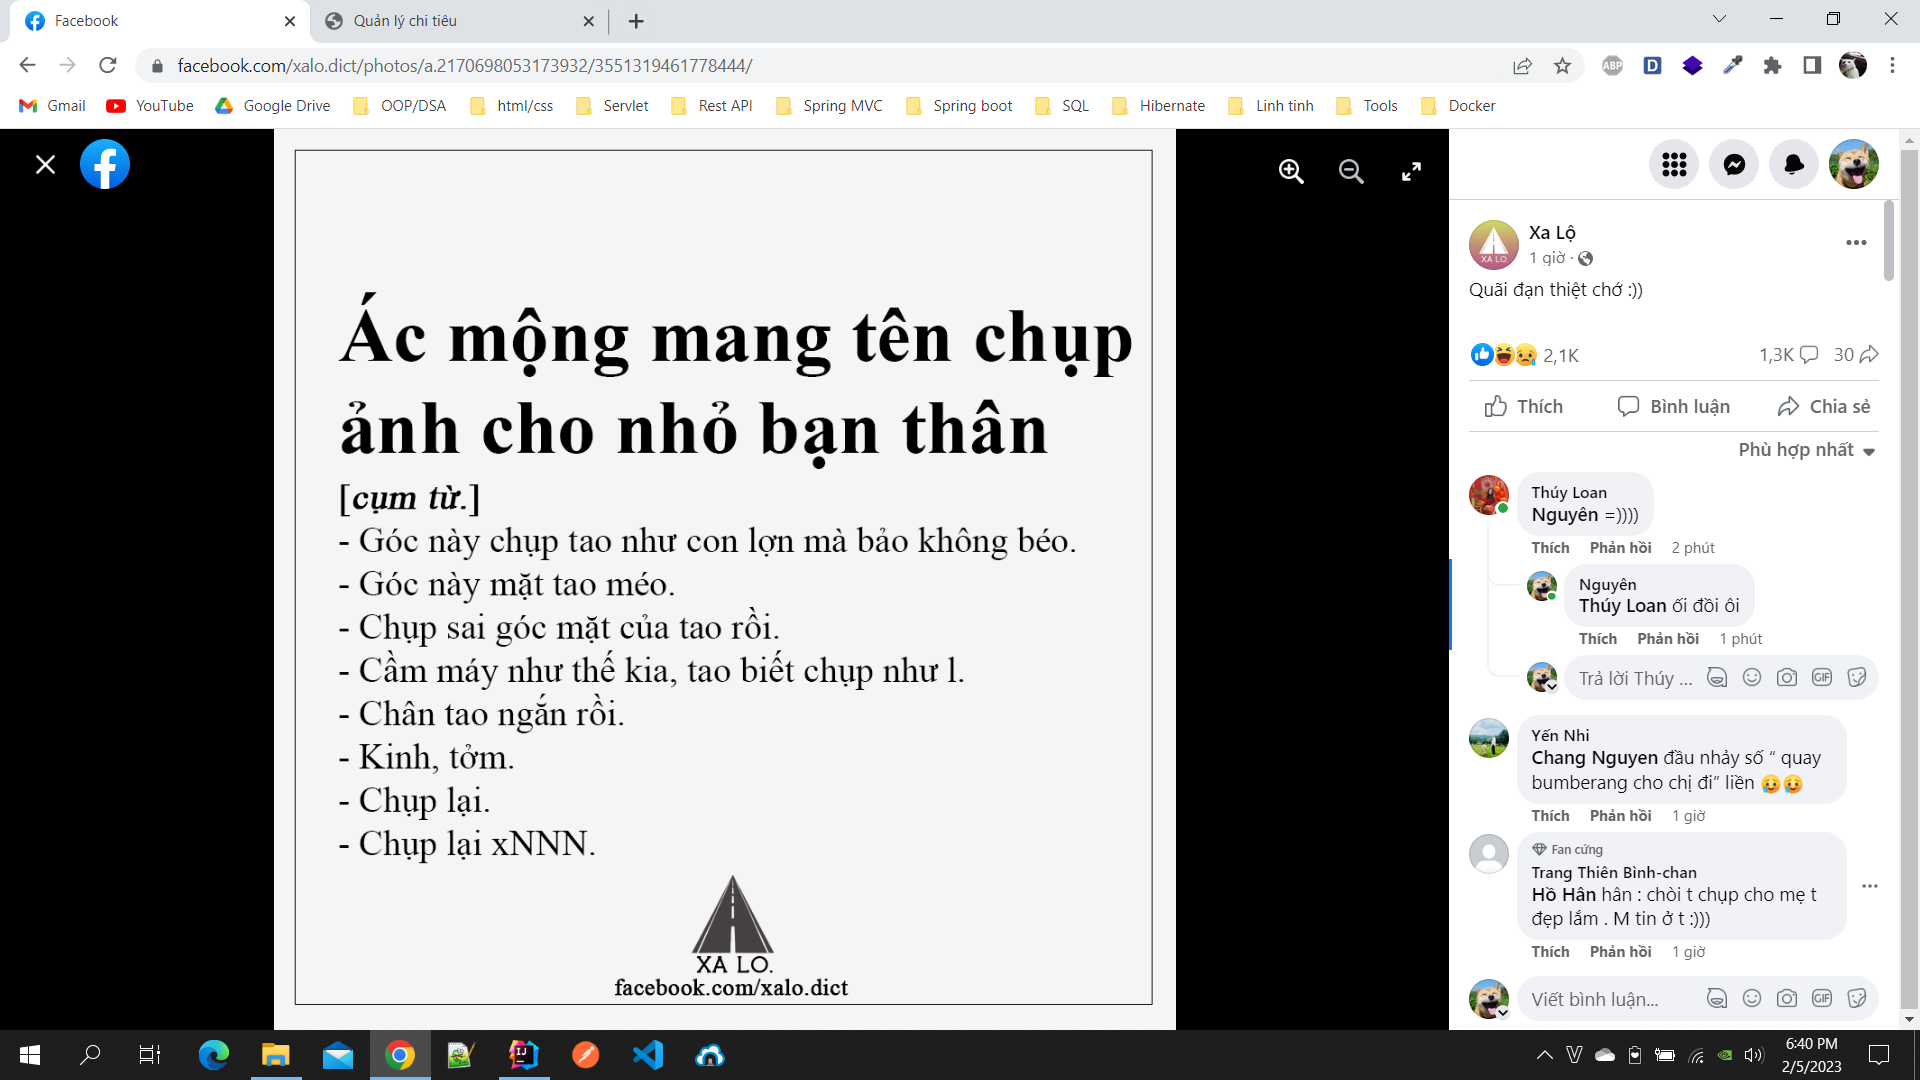 Facebook
Quản lý chi tiêu
facebook.com/xalo.dict/photos/a.2170698053173932/3551319461778444/
ABP
D
Gmail
YouTube
Google Drive
OOP/DSA
html/css
Servlet
Rest API
Spring MVC
Spring boot
SQL
Hibernate
Linh tinh
Tools
Docker
Ác mộng mang tên chụp
ảnh cho nhỏ bạn thân
[cụm từ.]
- Góc này chụp tao như con lợn mà bảo không béo.
- Góc này mặt tao méo.
- Chụp sai góc mặt của tao rồi.
- Cầm máy như thế kia, tao biết chụp như l.
- Chân tao ngắn rồi.
- Kinh, tởm.
- Chụp lại.
- Chụp lại xNNN.
XA LO.
facebook.com/xalo.dict
XA LO
Xa Lộ
1 giờ ·
Quãi đạn thiệt chớ :))
2,1K
1,3K
30
Thích
Bình luận
Chia sẻ
Phù hợp nhất
Thúy Loan
Nguyên =))))
Thích Phản hồi 2 phút
Nguyên
Thúy Loan ối đồi ôi
Thích Phản hồi 1 phút
Trả lời Thúy ...
GIF
Yến Nhi
Chang Nguyen đầu nhảy số “ quay
bumberang cho chị đi” liền
Thích Phản hồi 1 giờ
Fan cứng
Trang Thiên Bình-chan
Hồ Hân hân : chòi t chụp cho mẹ t
đẹp lắm . M tin ở t :)))
Thích Phản hồi 1 giờ
Viết bình luận...
GIF
IJ
6:40 PM
2/5/2023